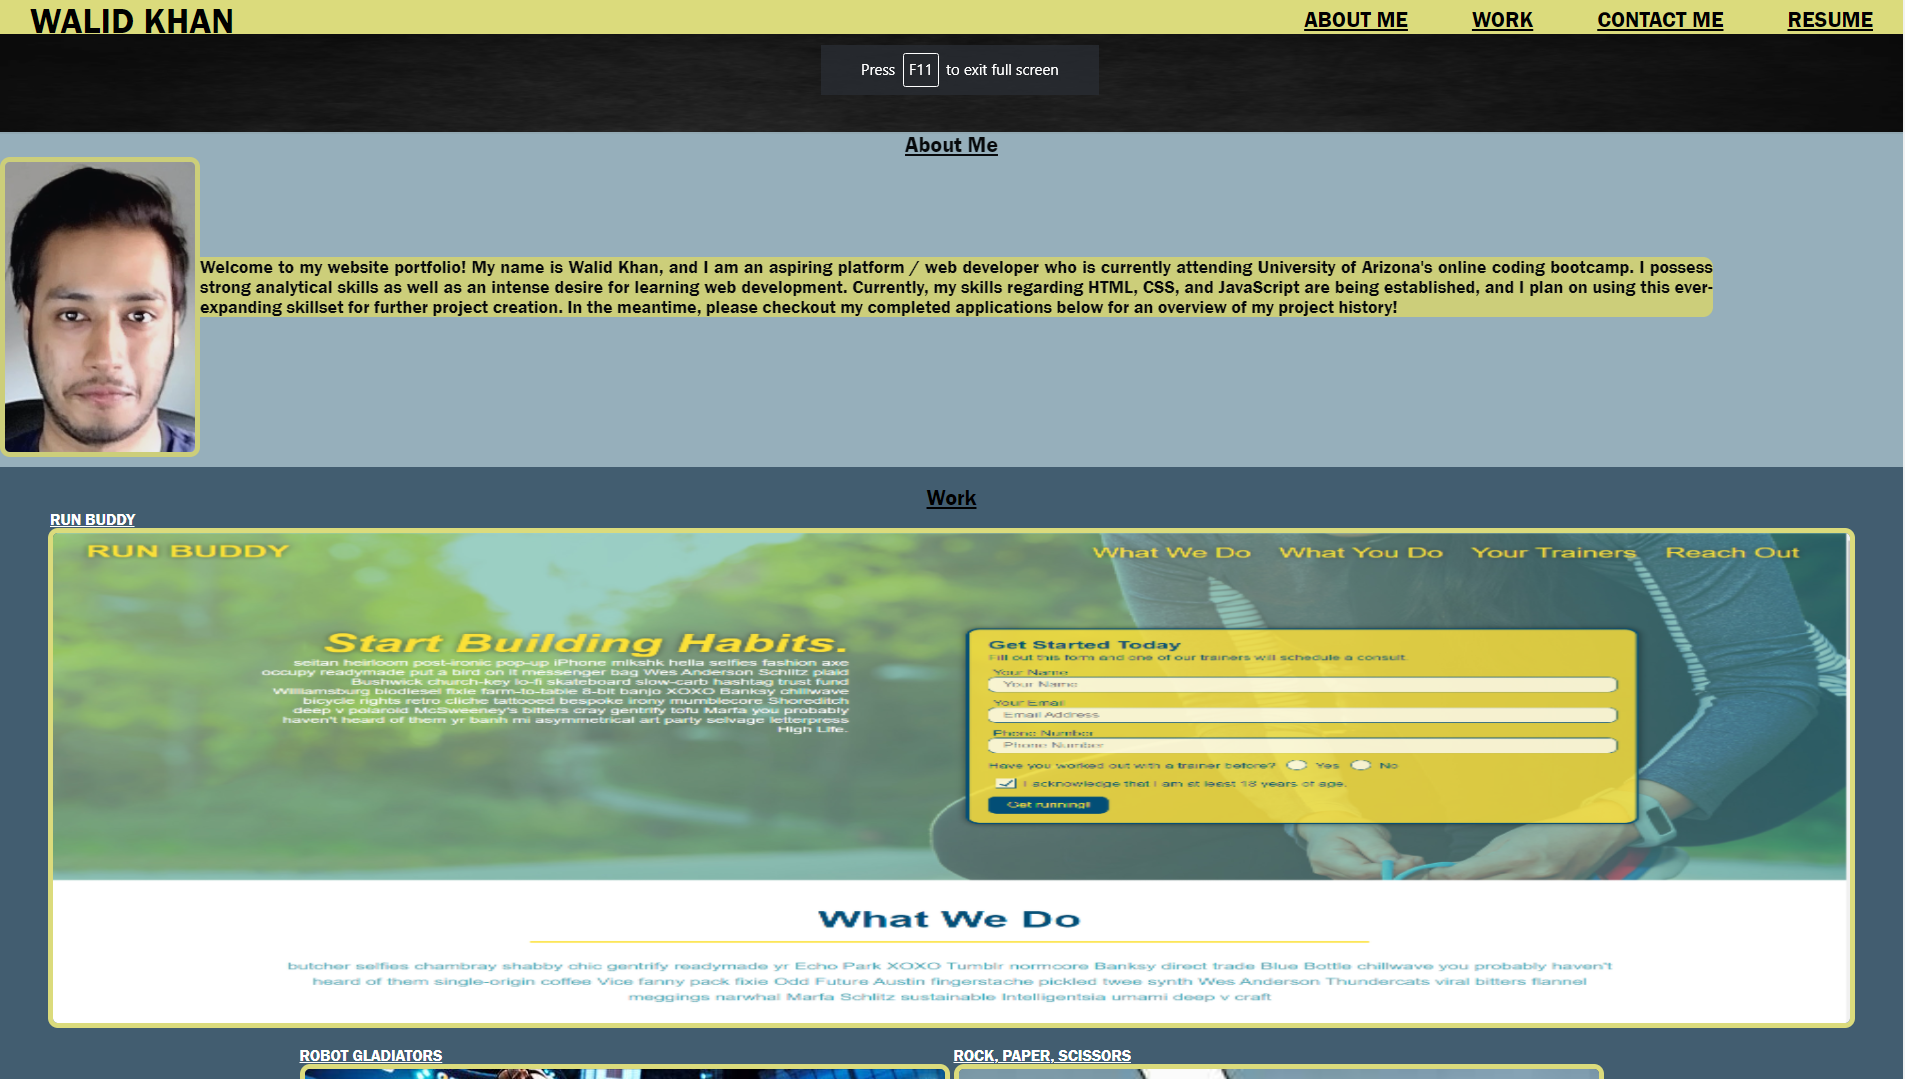 WALID KHAN
ABOUT ME WORK CONTACT ME RESUME
Press F11 to exit full screen
About Me
Welcome to my website portfolio! My name is Walid Khan, and I am an aspiring platform / web developer who is currently attending University of Arizona's online coding bootcamp. I possess
strong analytical skills as well as an intense desire for learning web development. Currently, my skills regarding HTML, CSS, and JavaScript are being established, and I plan on using this ever-
expanding skillset for further project creation. In the meantime, please checkout my completed applications below for an overview of my project history!
Work
RUN BUDDY
RUN BUDDY
What We Do What You Do Your Trainers Reach Out
Start Building Habits.
seitan heirloom post-ironic pop-up iPhone mlkshk hella selfies fashion axe
occupy readymade put a bird on it messenger bag Wes Anderson Schlitz plaid
Bushwick church-key lo-fi skateboard slow-carb hashtag trust fund
Williamsburg biodiesel fixie farm-to-table 8-bit banjo XOXO Banksy chillwave
bicycle rights retro cliche tattooed bespoke irony mumblecore Shoreditch
deep v polaroid McSweeney's bitters cray gentrify tofu Marfa you probably
haven't heard of them yr banh mi asymmetrical art party selvage letterpress
High Life.
Get Started Today
Fill out this form and one of our trainers will schedule a consult.
Your Name
Your Name
Your Email
Email Address
Phone Number
Phone Number
Have you worked out with a trainer before? Yes No
I acknowledge that I am at least 18 years of age.
Get running!
What We Do
butcher selfies chambray shabby chic gentrify readymade yr Echo Park XOXO Tumblr normcore Banksy direct trade Blue Bottle chillwave you probably haven't
heard of them single-origin coffee Vice fanny pack fixie Odd Future Austin fingerstache pickled twee synth Wes Anderson Thundercats viral bitters flannel
meggings narwhal Marfa Schlitz sustainable Intelligentsia umami deep v craft
ROBOT GLADIATORS
ROCK, PAPER, SCISSORS